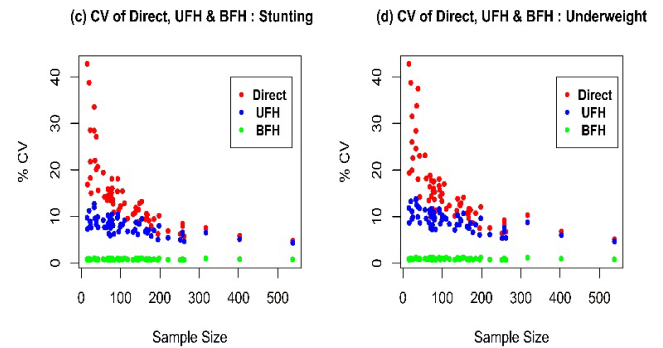 (c) CV of Direct, UFH & BFH : Stunting
% CV
0 10 20 30 40
Direct
UFH
BFH
0 100 200 300 400 500
Sample Size
(d) CV of Direct, UFH & BFH : Underweight
% CV
0 10 20 30 40
Direct
UFH
BFH
0 100 200 300 400 500
Sample Size